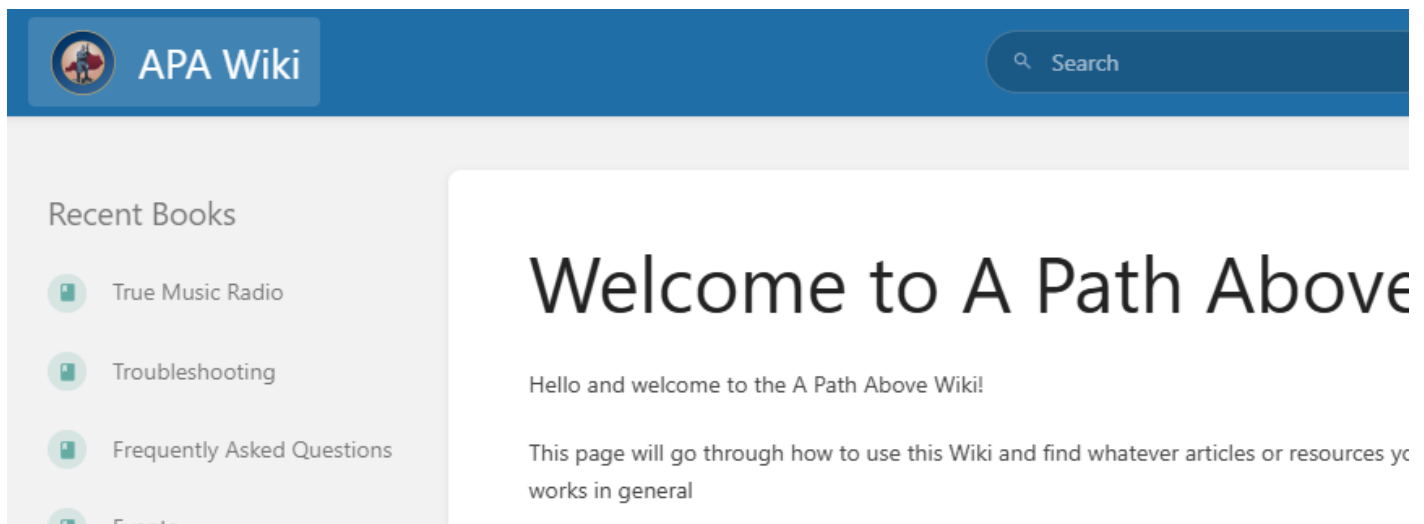 APA Wiki
Search
Recent Books
True Music Radio
Troubleshooting
Frequently Asked Questions
Welcome to A Path Above
Hello and welcome to the A Path Above Wiki!
This page will go through how to use this Wiki and find whatever articles or resources
works in general